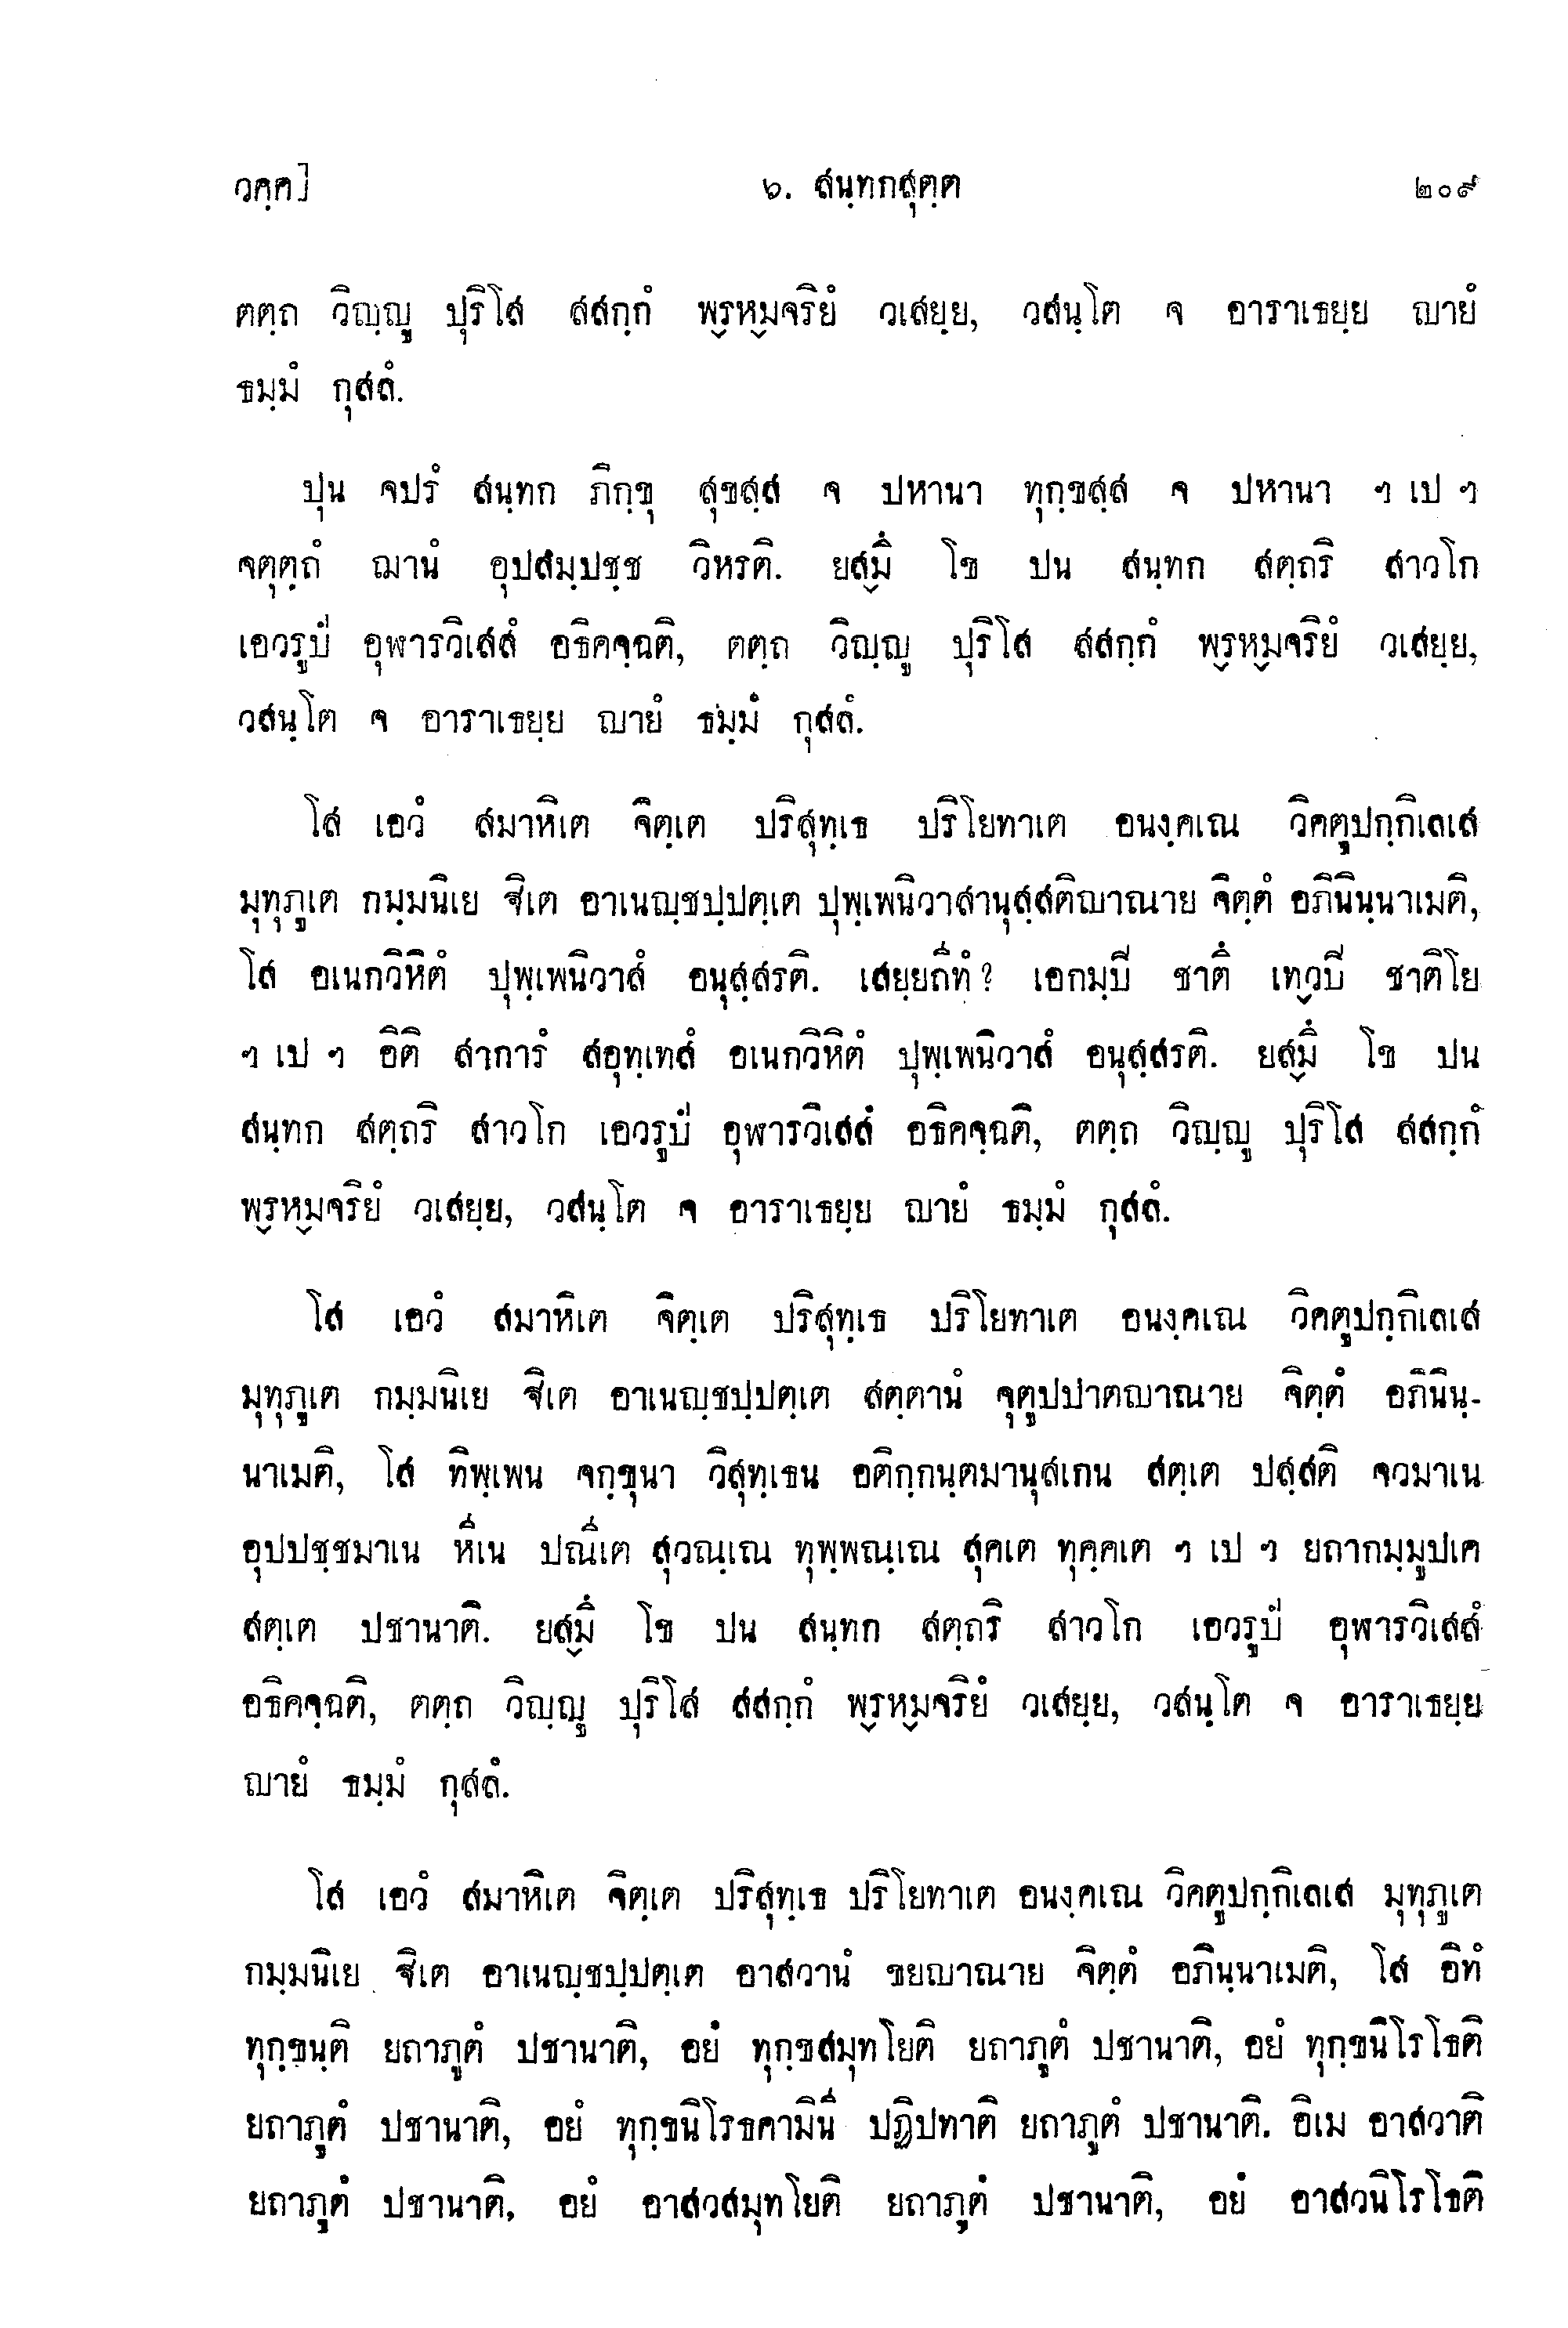 วคฺค]	๖. สนฺทกสุตฺต	๒๐๙
ตตฺถ วิญฺญู ปุริโส สสกฺกํ พฺรหฺมจริยํ วเสยฺย, วสนฺโต จ อาราเธยฺย ญายํ
ธมฺมํ กุสลํ.
ปุน จปรํ สนฺทก ภิกฺขุ สุขสฺส จ ปหานา ทุกฺขสฺส จ ปหานา ฯ เป ฯ
จตุตฺถํ ฌานํ อุปสมฺปชฺช วิหรติ. ยสฺมึ โข ปน สนฺทก สตฺถริ สาวโก
เอวรูปํ อุฬารวิเสสํ อธิคจฺฉติ, ตตฺถ วิญฺญู ปุริโส สสกฺกํ พฺรหฺมจริยํ วเสยฺย,
วสนฺโต จ อาราเธยฺย ญายํ ธมฺมํ กุสลํ.
โส เอวํ สมาหิเต จิตฺเต ปริสุทฺเธ ปริโยทาเต อนงฺคเณ วิคตูปกฺกิเลเส
มุทุภูเต กมฺมนิเย ฐิเต อาเนญฺชปฺปตฺเต ปุพฺเพนิวาสานุสฺสติญาณาย จิตฺตํ อภินินฺนาเมติ,
โส อเนกวิหิตํ ปุพฺเพนิวาสํ อนุสฺสรติ. เสยฺยถีทํ? เอกมฺปี ชาตึ เทฺวปี ชาติโย
ฯ เป ฯ อิติ สาการํ สอุทฺเทสํ อเนกวิหิตํ ปุพฺเพนิวาสํ อนุสฺสรติ. ยสฺมึ โข ปน
สนฺทก สตฺถริ สาวโก เอวรูปํ อุฬารวิเสสํ อธิคจฺฉติ, ตตฺถ วิญฺญู ปุริโส สสกฺกํ
พฺรหฺมจริยํ วเสยฺย, วสนฺโต จ อาราเธยฺย ญายํ ธมฺมํ กุสลํ.
โส เอวํ สมาหิเต จิตฺเต ปริสุทฺเธ ปริโยทาเต อนงฺคเณ วิคตูปกฺกิเลเส
มุทุภูเต กมฺมนิเย ฐิเต อาเนญฺชปฺปตฺเต สตฺตานํ จุตูปปาตญาณาย จิตฺตํ อภินินฺ-
นาเมติ, โส ทิพฺเพน จกฺขุนา วิสุทฺเธน อติกฺกนฺตมานุสเกน สตฺเต ปสฺสติ จวมาเน
อุปปชฺชมาเน หีเน ปณีเต สุวณฺเณ ทุพฺพณฺเณ สุคเต ทุคฺคเต ฯ เป ฯ ยถากมฺมูปเค
สตฺเต ปชานาติ. ยสฺมึ โข ปน สนฺทก สตฺถริ สาวโก เอวรูปํ อุฬารวิเสสํ
อธิคจฺฉติ, ตตฺถ วิญฺญู ปุริโส สสกฺกํ พฺรหฺมจริยํ วเสยฺย, วสนฺโต จ อาราเธยฺย
ญายํ ธมฺมํ กุสลํ.
โส เอวํ สมาหิเต จิตฺเต ปริสุทฺเธ ปริโยทาเต อนงฺคเณ วิคตูปกฺกิเลเส มุทุภูเต
กมฺมนิเย ฐิเต อาเนญฺชปฺปตฺเต อาสวานํ ขยญาณาย จิตฺตํ อภินฺนาเมติ, โส อิทํ
ทุกฺขนฺติ ยถาภูตํ ปชานาติ, อยํ ทุกฺขสมุทโยติ ยถาภูตํ ปชานาติ, อยํ ทุกฺขนิโรโธติ
ยถาภูตํ ปชานาติ, อยํ ทุกฺขนิโรธคามินี ปฏิปทาติ ยถาภูตํ ปชานาติ. อิเม อาสวาติ
ยถาภูตํ ปชานาติ, อยํ อาสวสมุทโยติ ยถาภูตํ ปชานาติ, อยํ อาสวนิโรโธติ